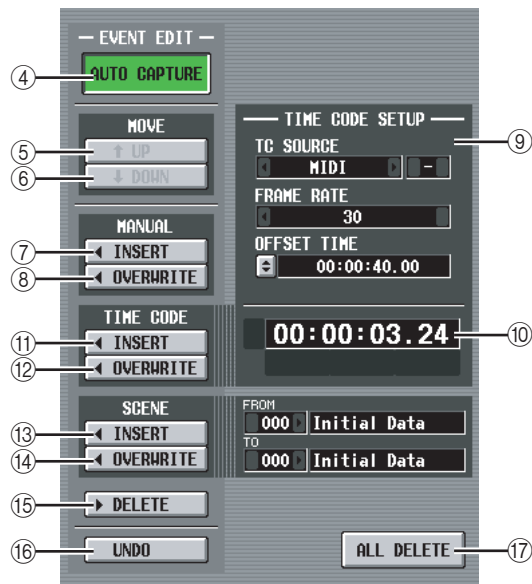 EVENT EDIT
④ AUTO CAPTURE
MOVE
⑤ ↑ UP
⑥ ↓ DOWN
MANUAL
⑦ INSERT
⑧ OVERWRITE
TIME CODE
⑪ INSERT
⑫ OVERWRITE
SCENE
⑬ INSERT
⑭ OVERWRITE
⑮ DELETE
⑯ UNDO
TIME CODE SETUP ⑨
TC SOURCE
MIDI -
FRAME RATE
30
OFFSET TIME
00:00:40.00
00:00:03.24 ⑩
FROM
000 Initial Data
TO
000 Initial Data
ALL DELETE ⑰